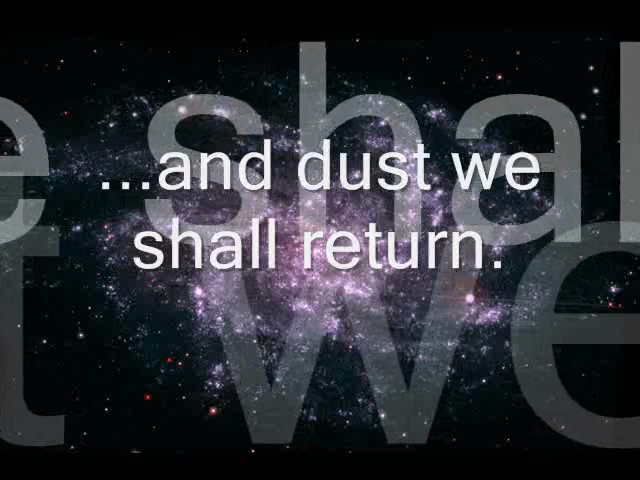 ...and dust we
shall return.